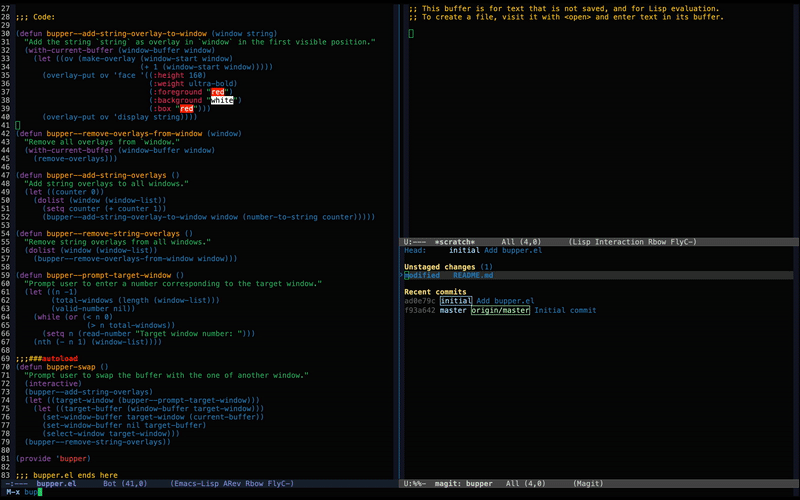 27
28 ;;; Code:
29
30 (defun bupper--add-string-overlay-to-window (window string)
31 "Add the string `string` as overlay in `window` in the first visible position."
32 (with-current-buffer (window-buffer window)
33 (let ((ov (make-overlay (window-start window)
34 (+ 1 (window-start window)))))
35 (overlay-put ov 'face '((:height 160)
36 (:weight ultra-bold)
37 (:foreground "red")
38 (:background "white")
39 (:box "red")))
40 (overlay-put ov 'display string))))
41
42 (defun bupper--remove-overlays-from-window (window)
43 "Remove all overlays from `window."
44 (with-current-buffer (window-buffer window)
45 (remove-overlays)))
46
47 (defun bupper--add-string-overlays ()
48 "Add string overlays to all windows."
49 (let ((counter 0))
50 (dolist (window (window-list))
51 (setq counter (+ counter 1))
52 (bupper--add-string-overlay-to-window window (number-to-string counter)))))
53
54 (defun bupper--remove-string-overlays ()
55 "Remove string overlays from all windows."
56 (dolist (window (window-list))
57 (bupper--remove-overlays-from-window window)))
58
59 (defun bupper--prompt-target-window ()
60 "Prompt user to enter a number corresponding to the target window."
61 (let ((n -1)
62 (total-windows (length (window-list)))
63 (valid-number nil))
64 (while (or (< n 0)
65 (> n total-windows))
66 (setq n (read-number "Target window number: ")))
67 (nth (- n 1) (window-list))))
68
69 ;;;###autoload
70 (defun bupper-swap ()
71 "Prompt user to swap the buffer with the one of another window."
72 (interactive)
73 (bupper--add-string-overlays)
74 (let ((target-window (bupper--prompt-target-window)))
75 (let ((target-buffer (window-buffer target-window)))
76 (set-window-buffer target-window (current-buffer))
77 (set-window-buffer nil target-buffer)
78 (select-window target-window)))
79 (bupper--remove-string-overlays))
80
81 (provide 'bupper)
82
83 ;;; bupper.el ends here
-:--- bupper.el Bot (41,0) (Emacs-Lisp ARev Rbow FlyC-)
M-x bup
;; This buffer is for text that is not saved, and for Lisp evaluation.
;; To create a file, visit it with <open> and enter text in its buffer.
U:--- *scratch* All (4,0) (Lisp Interaction Rbow FlyC-)
Head: initial Add bupper.el
Unstaged changes (1)
modified README.md
Recent commits
ad0e79c initial Add bupper.el
f93a642 master origin/master Initial commit
U:%%- magit: bupper All (4,0) (Magit)